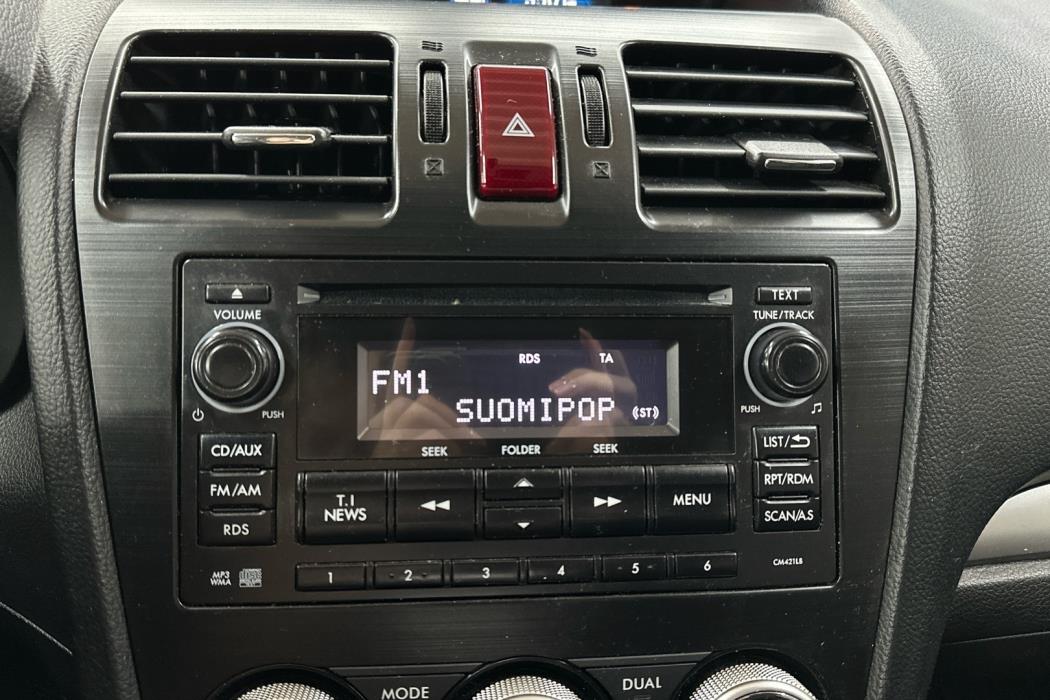 VOLUME
PUSH
TEXT
TUNE/TRACK
PUSH
RDS TA
FM1
SUOMIPOP (ST)
SEEK FOLDER SEEK
CD/AUX
FM/AM
RDS
T.I
NEWS
MENU
LIST/
RPT/RDM
SCAN/A.S
MP3
WMA
1 2 3 4 5 6
CM421LB
MODE
DUAL